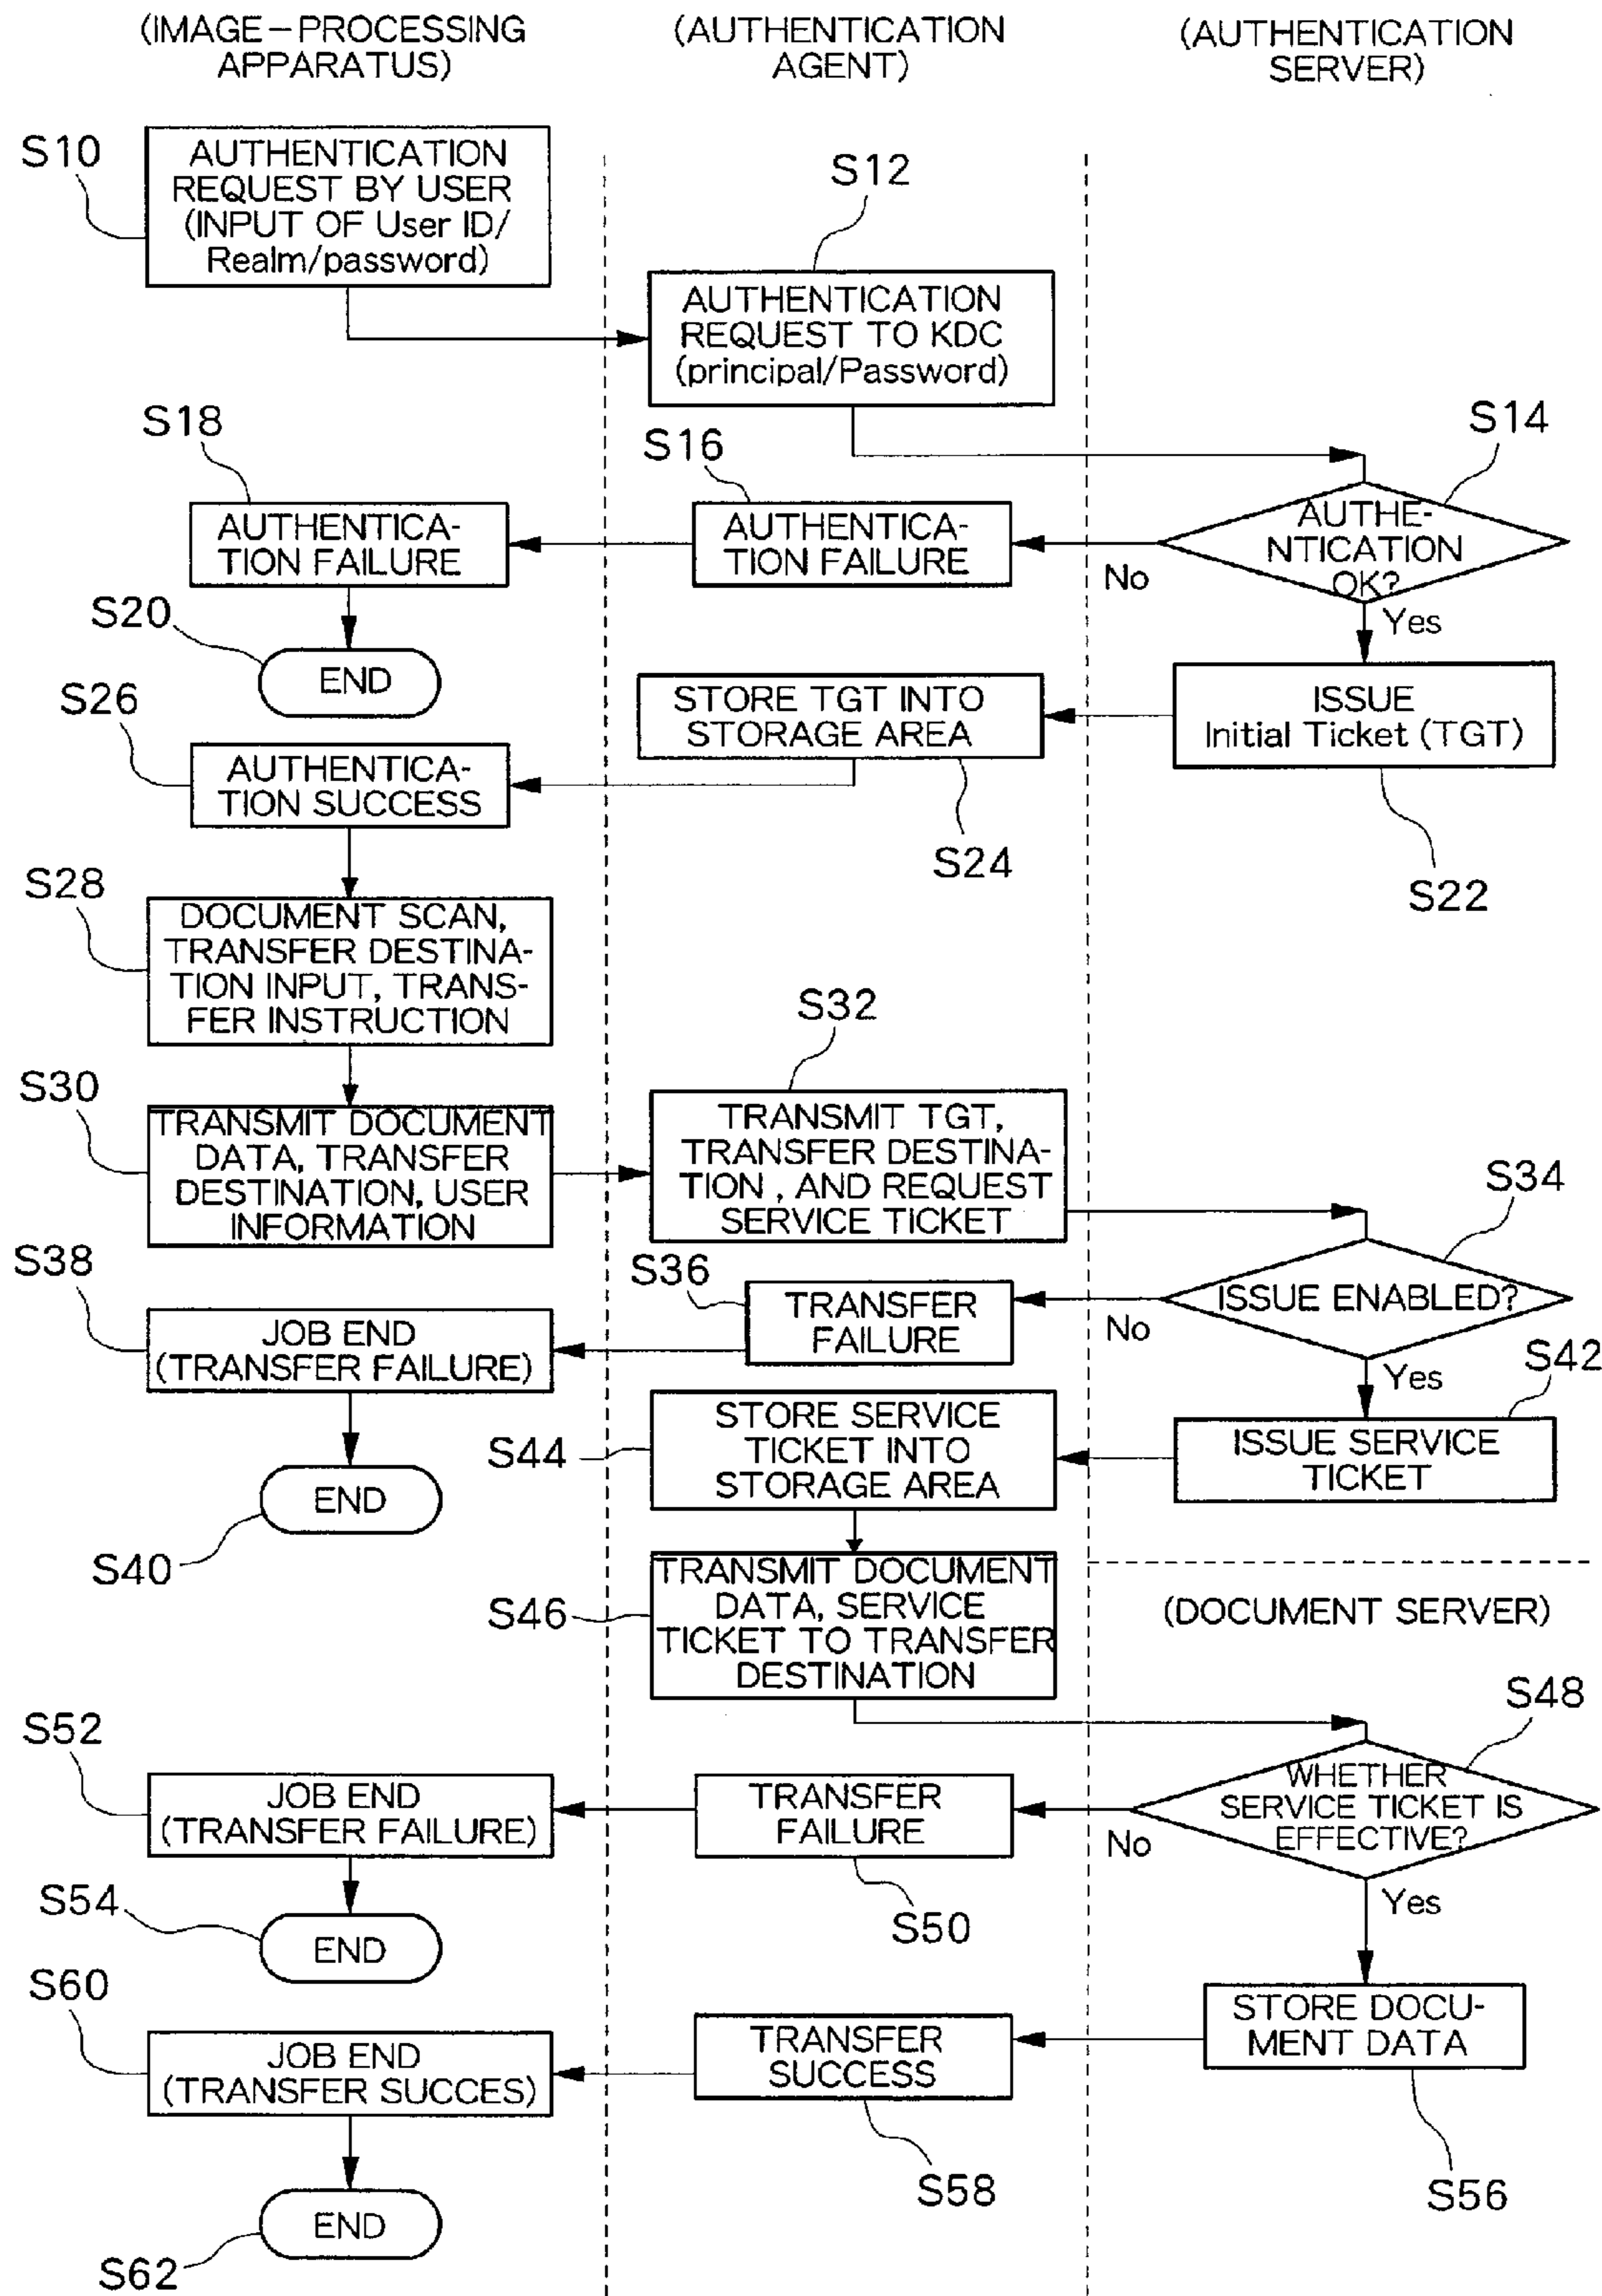 (IMAGE-PROCESSING
APPARATUS)
(AUTHENTICATION
AGENT)
(AUTHENTICATION
SERVER)
S10
AUTHENTICATION
REQUEST BY USER
(INPUT OF User ID/
Realm/password)
S12
AUTHENTICATION
REQUEST TO KDC
(principal/Password)
S14
AUTHE-
NTICATION
OK?
No
Yes
S16
AUTHENTICA-
TION FAILURE
S18
AUTHENTICA-
TION FAILURE
S20
END
ISSUE
Initial Ticket (TGT)
S22
STORE TGT INTO
STORAGE AREA
S24
S26
AUTHENTICA-
TION SUCCESS
S28
DOCUMENT SCAN,
TRANSFER DESTINA-
TION INPUT, TRANS-
FER INSTRUCTION
S30
TRANSMIT DOCUMENT
DATA, TRANSFER
DESTINATION, USER
INFORMATION
S32
TRANSMIT TGT,
TRANSFER DESTINA-
TION , AND REQUEST
SERVICE TICKET
S34
ISSUE ENABLED?
No
Yes
S36
TRANSFER
FAILURE
S38
JOB END
(TRANSFER FAILURE)
END
S40
S42
ISSUE SERVICE
TICKET
S44
STORE SERVICE
TICKET INTO
STORAGE AREA
S46
TRANSMIT DOCUMENT
DATA, SERVICE
TICKET TO TRANSFER
DESTINATION
(DOCUMENT SERVER)
S48
WHETHER
SERVICE TICKET IS
EFFECTIVE?
No
Yes
TRANSFER
FAILURE
S50
S52
JOB END
(TRANSFER FAILURE)
S54
END
STORE DOCU-
MENT DATA
S56
TRANSFER
SUCCESS
S58
S60
JOB END
(TRANSFER SUCCES)
END
S62